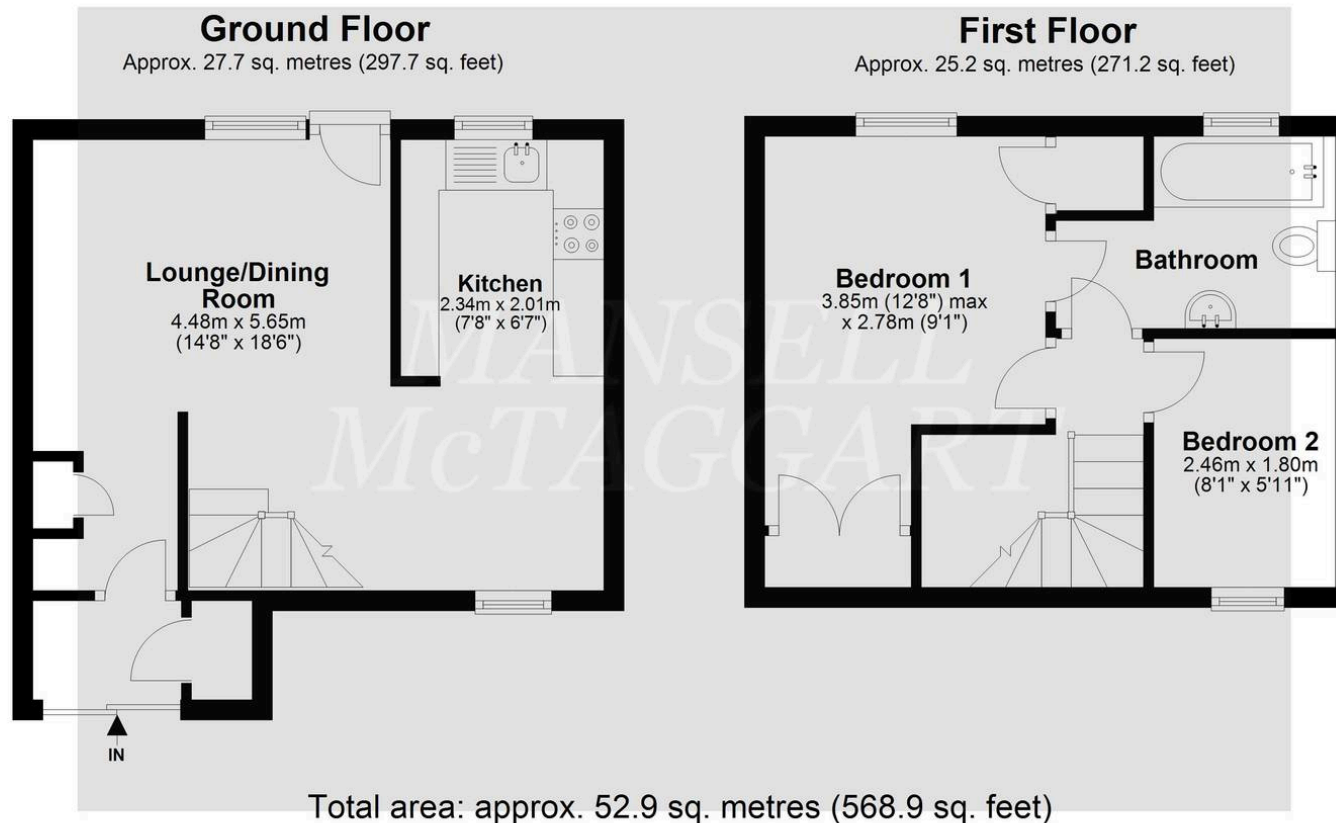 Ground Floor
Approx. 27.7 sq. metres (297.7 sq. feet)
Lounge/Dining
Room
4.48m x 5.65m
(14'8" x 18'6")
Kitchen
2.34m x 2.01m
(7'8" x 6'7")
IN
First Floor
Approx. 25.2 sq. metres (271.2 sq. feet)
Bedroom 1
3.85m (12'8") max
x 2.78m (9'1")
Bathroom
Bedroom 2
2.46m x 1.80m
(8'1" x 5'11")
MANSELL
McTAGGART
Total area: approx. 52.9 sq. metres (568.9 sq. feet)